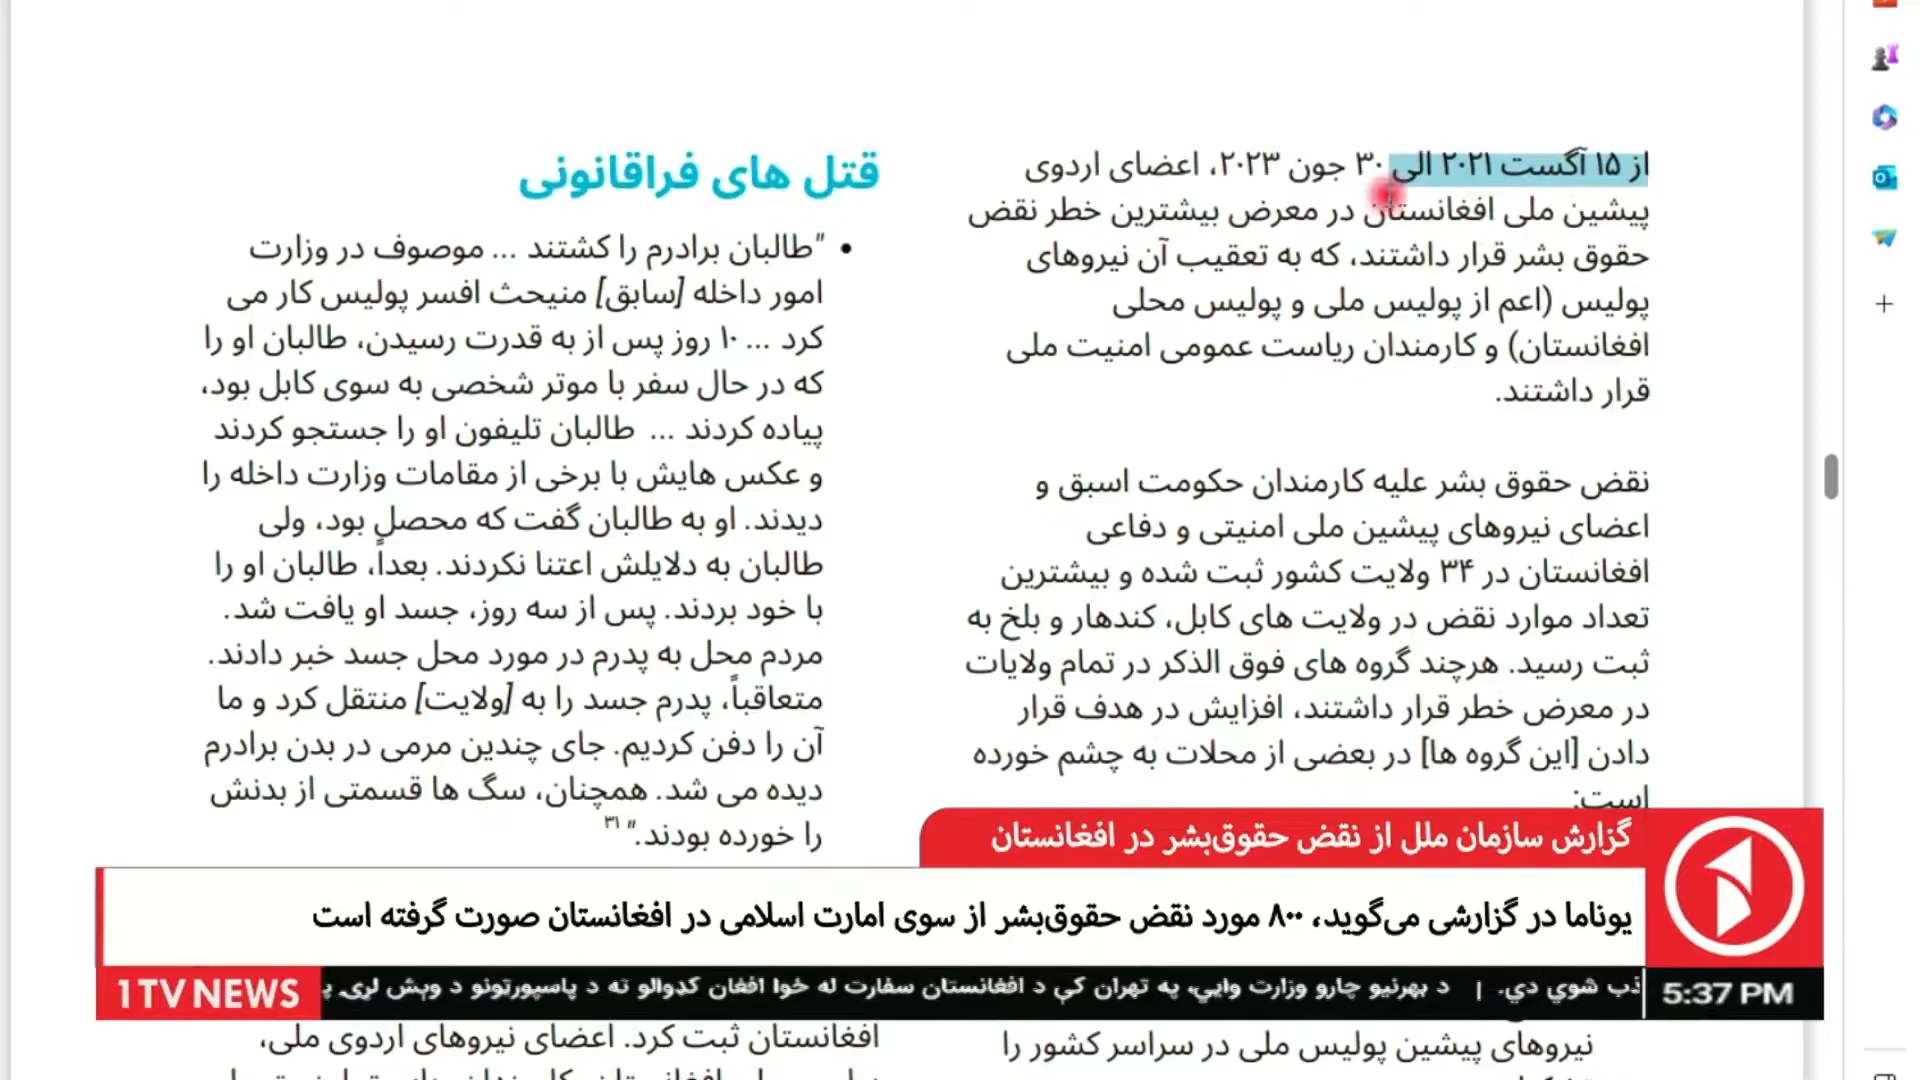 از ۱۵ آگست ۲۰۲۱ الی ۳۰ جون ۲۰۲۳، اعضای اردوی
پیشین ملی افغانستان در معرض بیشترین خطر نقض
حقوق بشر قرار داشتند، که به تعقیب آن نیروهای
پولیس (اعم از پولیس ملی و پولیس محلی
افغانستان) و کارمندان ریاست عمومی امنیت ملی
قرار داشتند.
نقض حقوق بشر علیه کارمندان حکومت اسبق و
اعضای نیروهای پیشین ملی امنیتی و دفاعی
افغانستان در ۳۴ ولایت کشور ثبت شده و بیشترین
تعداد موارد نقض در ولایت های کابل، کندهار و بلخ به
ثبت رسید. هرچند گروه های فوق الذکر در تمام ولایات
در معرض خطر قرار داشتند، افزایش در هدف قرار
دادن [این گروه ها] در بعضی از محلات به چشم خورده
است:
نیروهای پیشین پولیس ملی در سراسر کشور را
قتل های فراقانونی
• "طالبان برادرم را کشتند ... موصوف در وزارت
امور داخله [سابق] منیحث افسر پولیس کار می
کرد ... ۱۰ روز پس از به قدرت رسیدن، طالبان او را
که در حال سفر با موتر شخصی به سوی کابل بود،
پیاده کردند ... طالبان تلیفون او را جستجو کردند
و عکس هایش با برخی از مقامات وزارت داخله را
دیدند. او به طالبان گفت که محصل بود، ولی
طالبان به دلایلش اعتنا نکردند. بعداً، طالبان او را
با خود بردند. پس از سه روز، جسد او یافت شد.
مردم محل به پدرم در مورد محل جسد خبر دادند.
متعاقباً، پدرم جسد را به [ولایت] منتقل کرد و ما
آن را دفن کردیم. جای چندین مرمی در بدن برادرم
دیده می شد. همچنان، سگ ها قسمتی از بدنش
را خورده بودند." ۳۱
افغانستان ثبت کرد. اعضای نیروهای اردوی ملی،
گزارش سازمان ملل از نقض حقوق‌بشر در افغانستان
یوناما در گزارشی می‌گوید، ۸۰۰ مورد نقض حقوق‌بشر از سوی امارت اسلامی در افغانستان صورت گرفته است
ذب شوي دي. | د بهرنیو چارو وزارت وايي، په تهران کې د افغانستان سفارت له خوا افغان کډوالو ته د پاسپورتونو د وېش لړۍ پ
1TV NEWS
5:37 PM